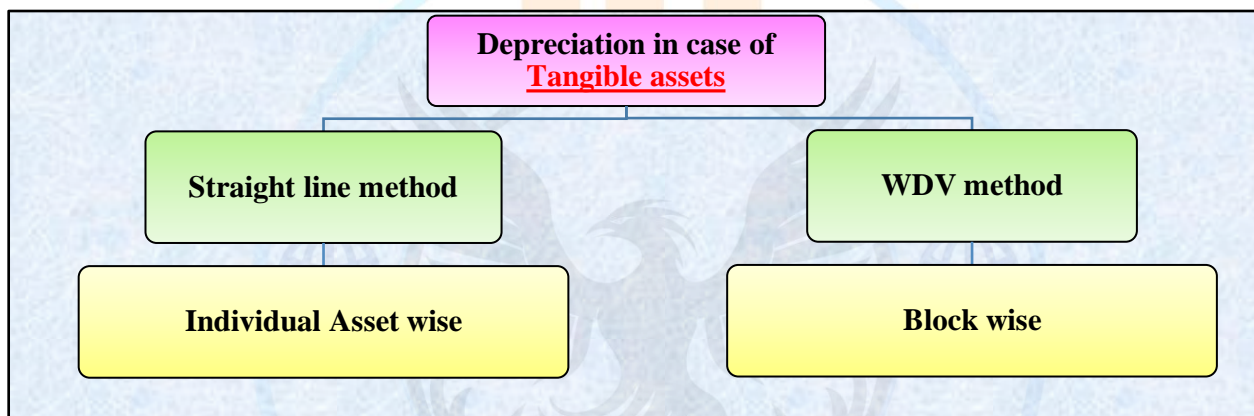 Depreciation in case of
Tangible assets
Straight line method
WDV method
Individual Asset wise
Block wise